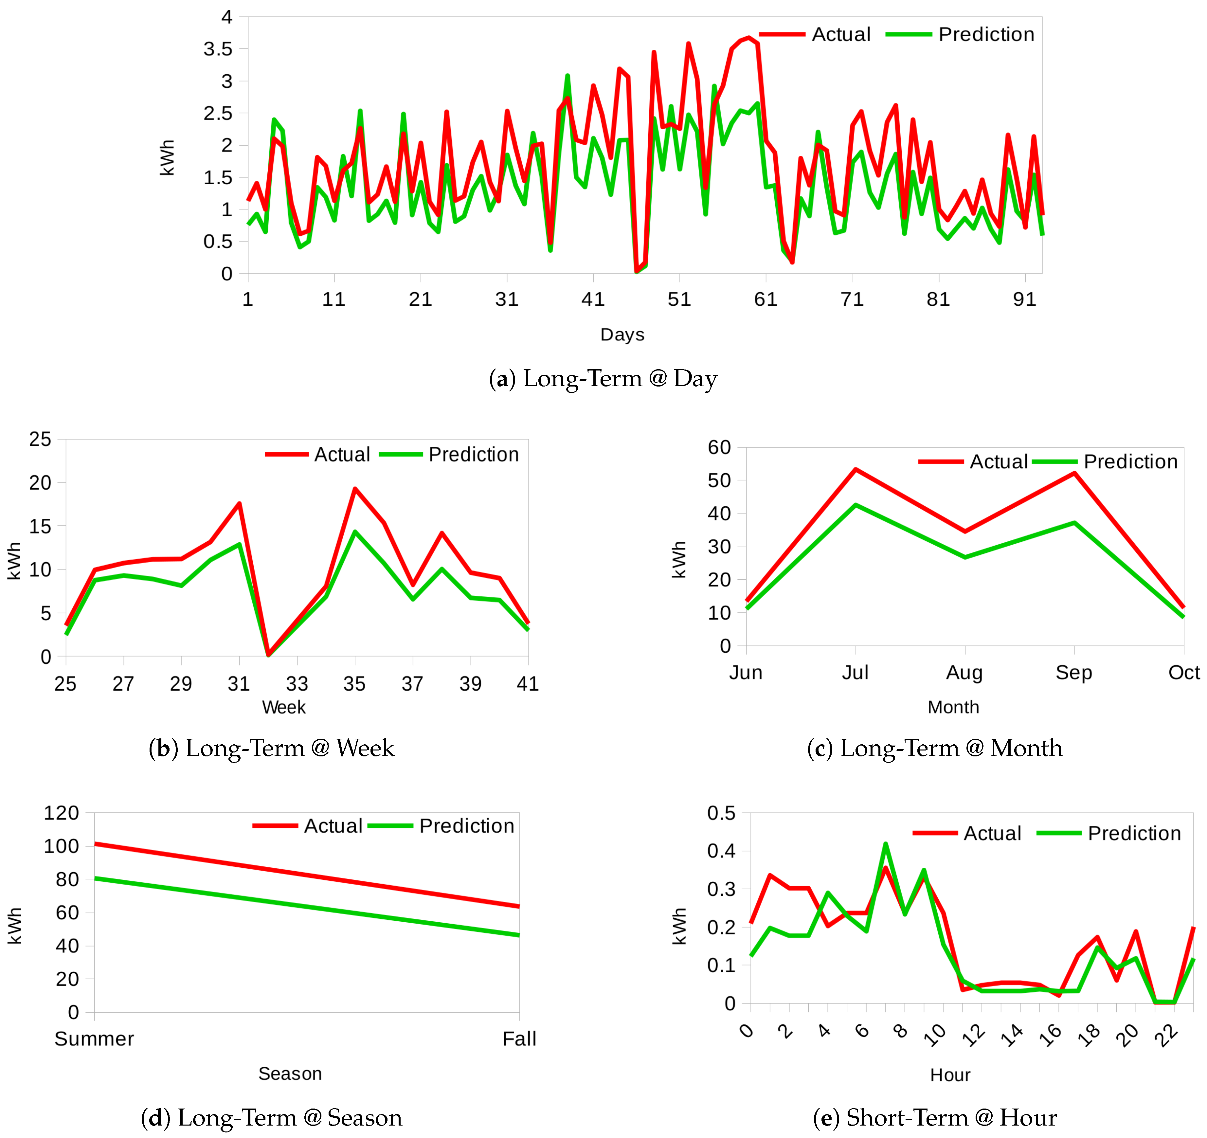 4
3.5
3
2.5
2
1.5
1
0.5
0
kWh
Actual Prediction
1 11 21 31 41 51 61 71 81 91
Days
(a) Long-Term @ Day
25
20
15
10
5
0
kWh
Actual Prediction
25 27 29 31 33 35 37 39 41
Week
(b) Long-Term @ Week
60
50
40
30
20
10
0
kWh
Actual Prediction
Jun Jul Aug Sep Oct
Month
(c) Long-Term @ Month
120
100
80
60
40
20
0
kWh
Actual Prediction
Summer Fall
Season
(d) Long-Term @ Season
0.5
0.4
0.3
0.2
0.1
0
kWh
Actual Prediction
0 2 4 6 8 10 12 14 16 18 20 22
Hour
(e) Short-Term @ Hour